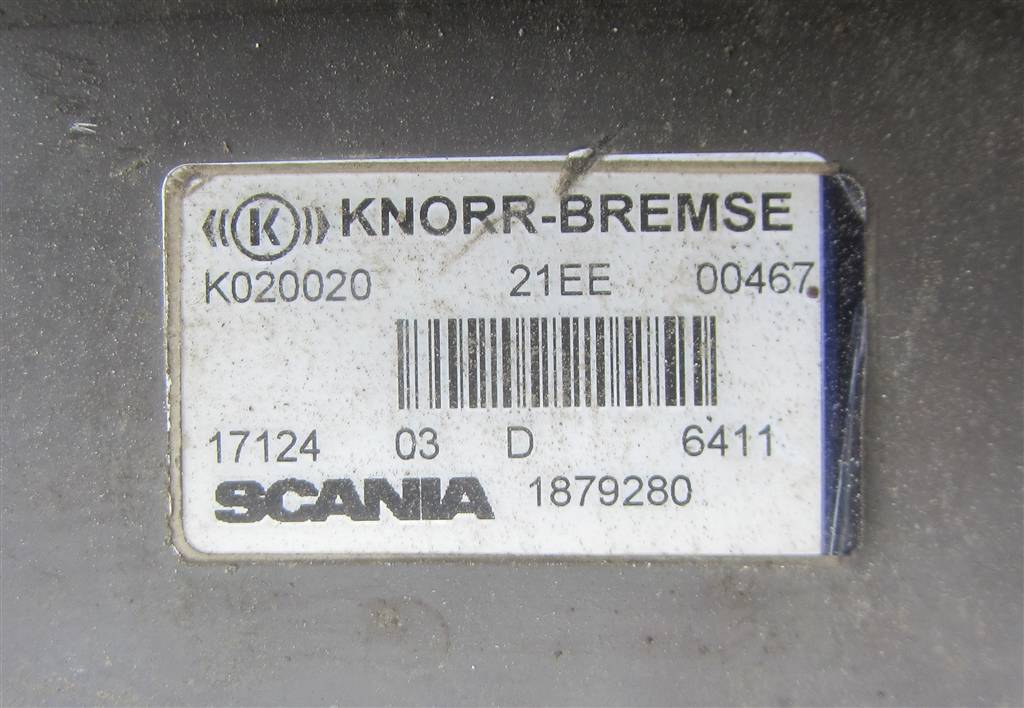 K KNORR-BREMSE
K020020 21EE 00467
17124 03 D 6411
SCANIA 1879280